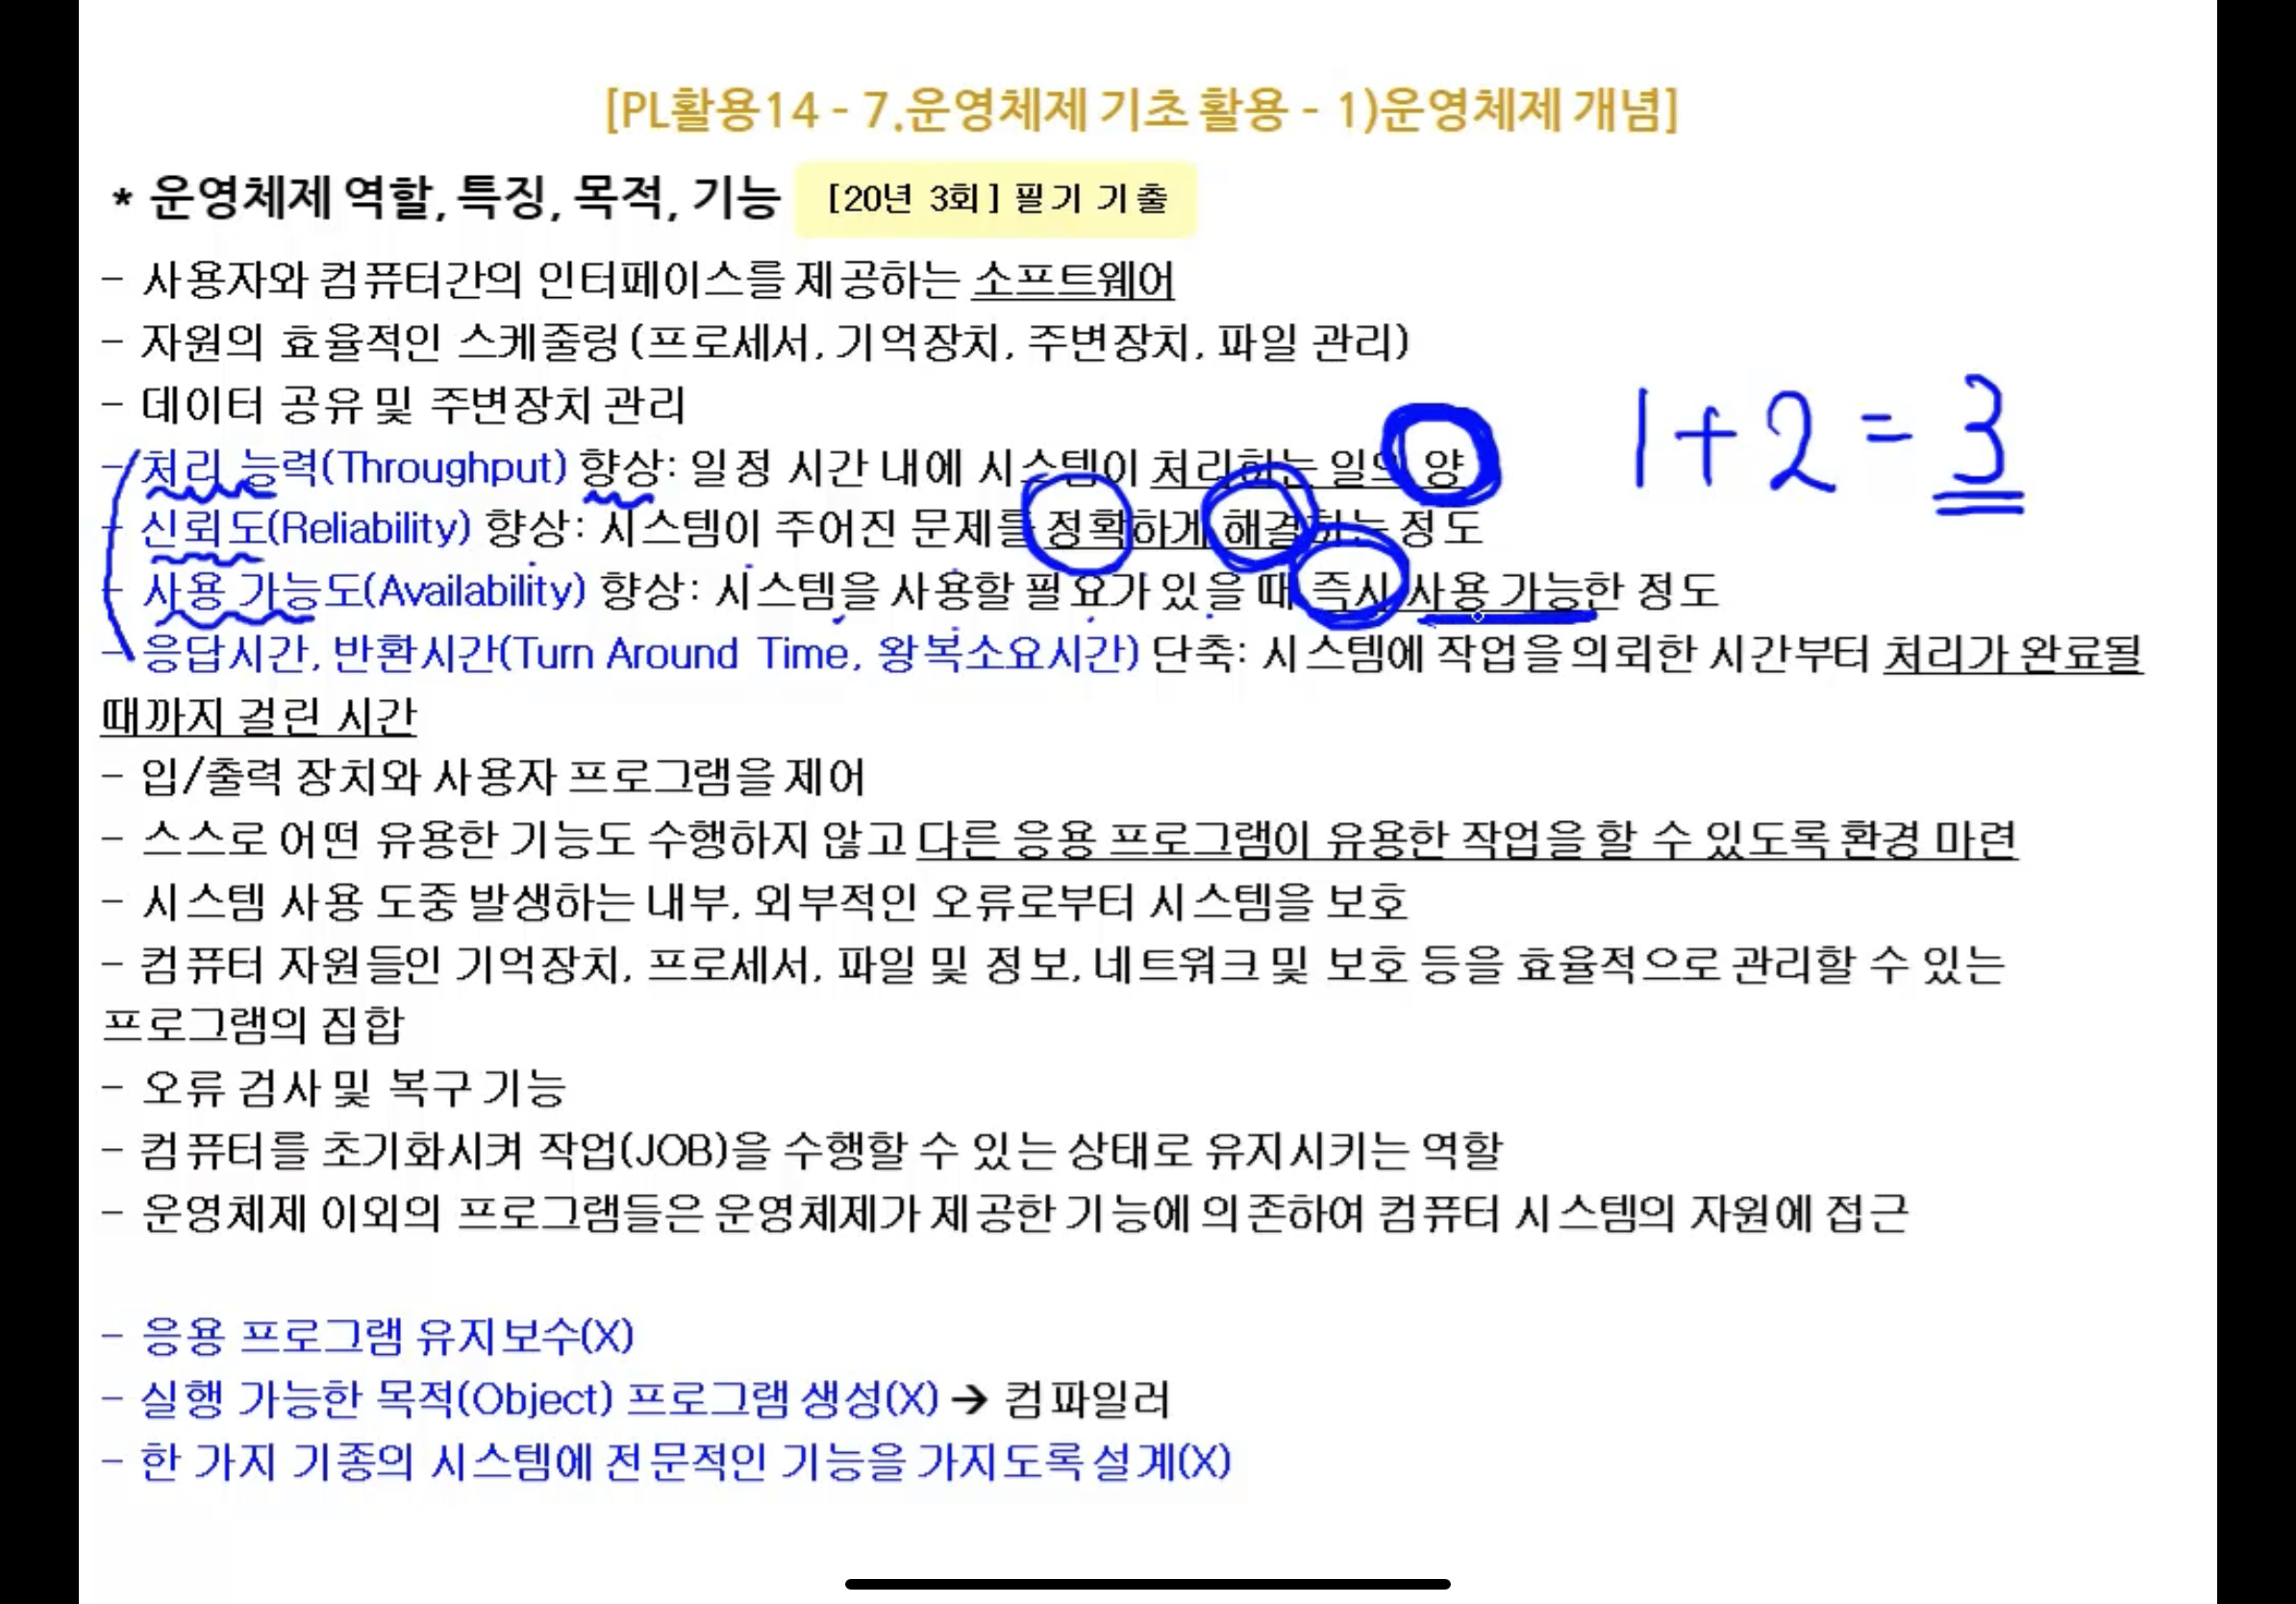 [PL활용14 - 7.운영체제 기초 활용 - 1)운영체제 개념]
* 운영체제 역할, 특징, 목적, 기능 [20년 3회] 필기 기출
- 사용자와 컴퓨터간의 인터페이스를 제공하는 소프트웨어
- 자원의 효율적인 스케줄링(프로세서, 기억장치, 주변장치, 파일 관리)
- 데이터 공유 및 주변장치 관리
- 처리 능력(Throughput) 향상: 일정 시간 내에 시스템이 처리하는 일의 양
1+2=3
- 신뢰도(Reliability) 향상: 시스템이 주어진 문제를 정확하게 해결하는 정도
- 사용 가능도(Availability) 향상: 시스템을 사용할 필요가 있을 때 즉시 사용 가능한 정도
- 응답시간, 반환시간(Turn Around Time, 왕복소요시간) 단축: 시스템에 작업을 의뢰한 시간부터 처리가 완료될
때까지 걸린 시간
- 입/출력 장치와 사용자 프로그램을 제어
- 스스로 어떤 유용한 기능도 수행하지 않고 다른 응용 프로그램이 유용한 작업을 할 수 있도록 환경 마련
- 시스템 사용 도중 발생하는 내부, 외부적인 오류로부터 시스템을 보호
- 컴퓨터 자원들인 기억장치, 프로세서, 파일 및 정보, 네트워크 및 보호 등을 효율적으로 관리할 수 있는
프로그램의 집합
- 오류 검사 및 복구 기능
- 컴퓨터를 초기화시켜 작업(JOB)을 수행할 수 있는 상태로 유지시키는 역할
- 운영체제 이외의 프로그램들은 운영체제가 제공한 기능에 의존하여 컴퓨터 시스템의 자원에 접근
- 응용 프로그램 유지보수(X)
- 실행 가능한 목적(Object) 프로그램 생성(X) → 컴파일러
- 한 가지 기종의 시스템에 전문적인 기능을 가지도록 설계(X)